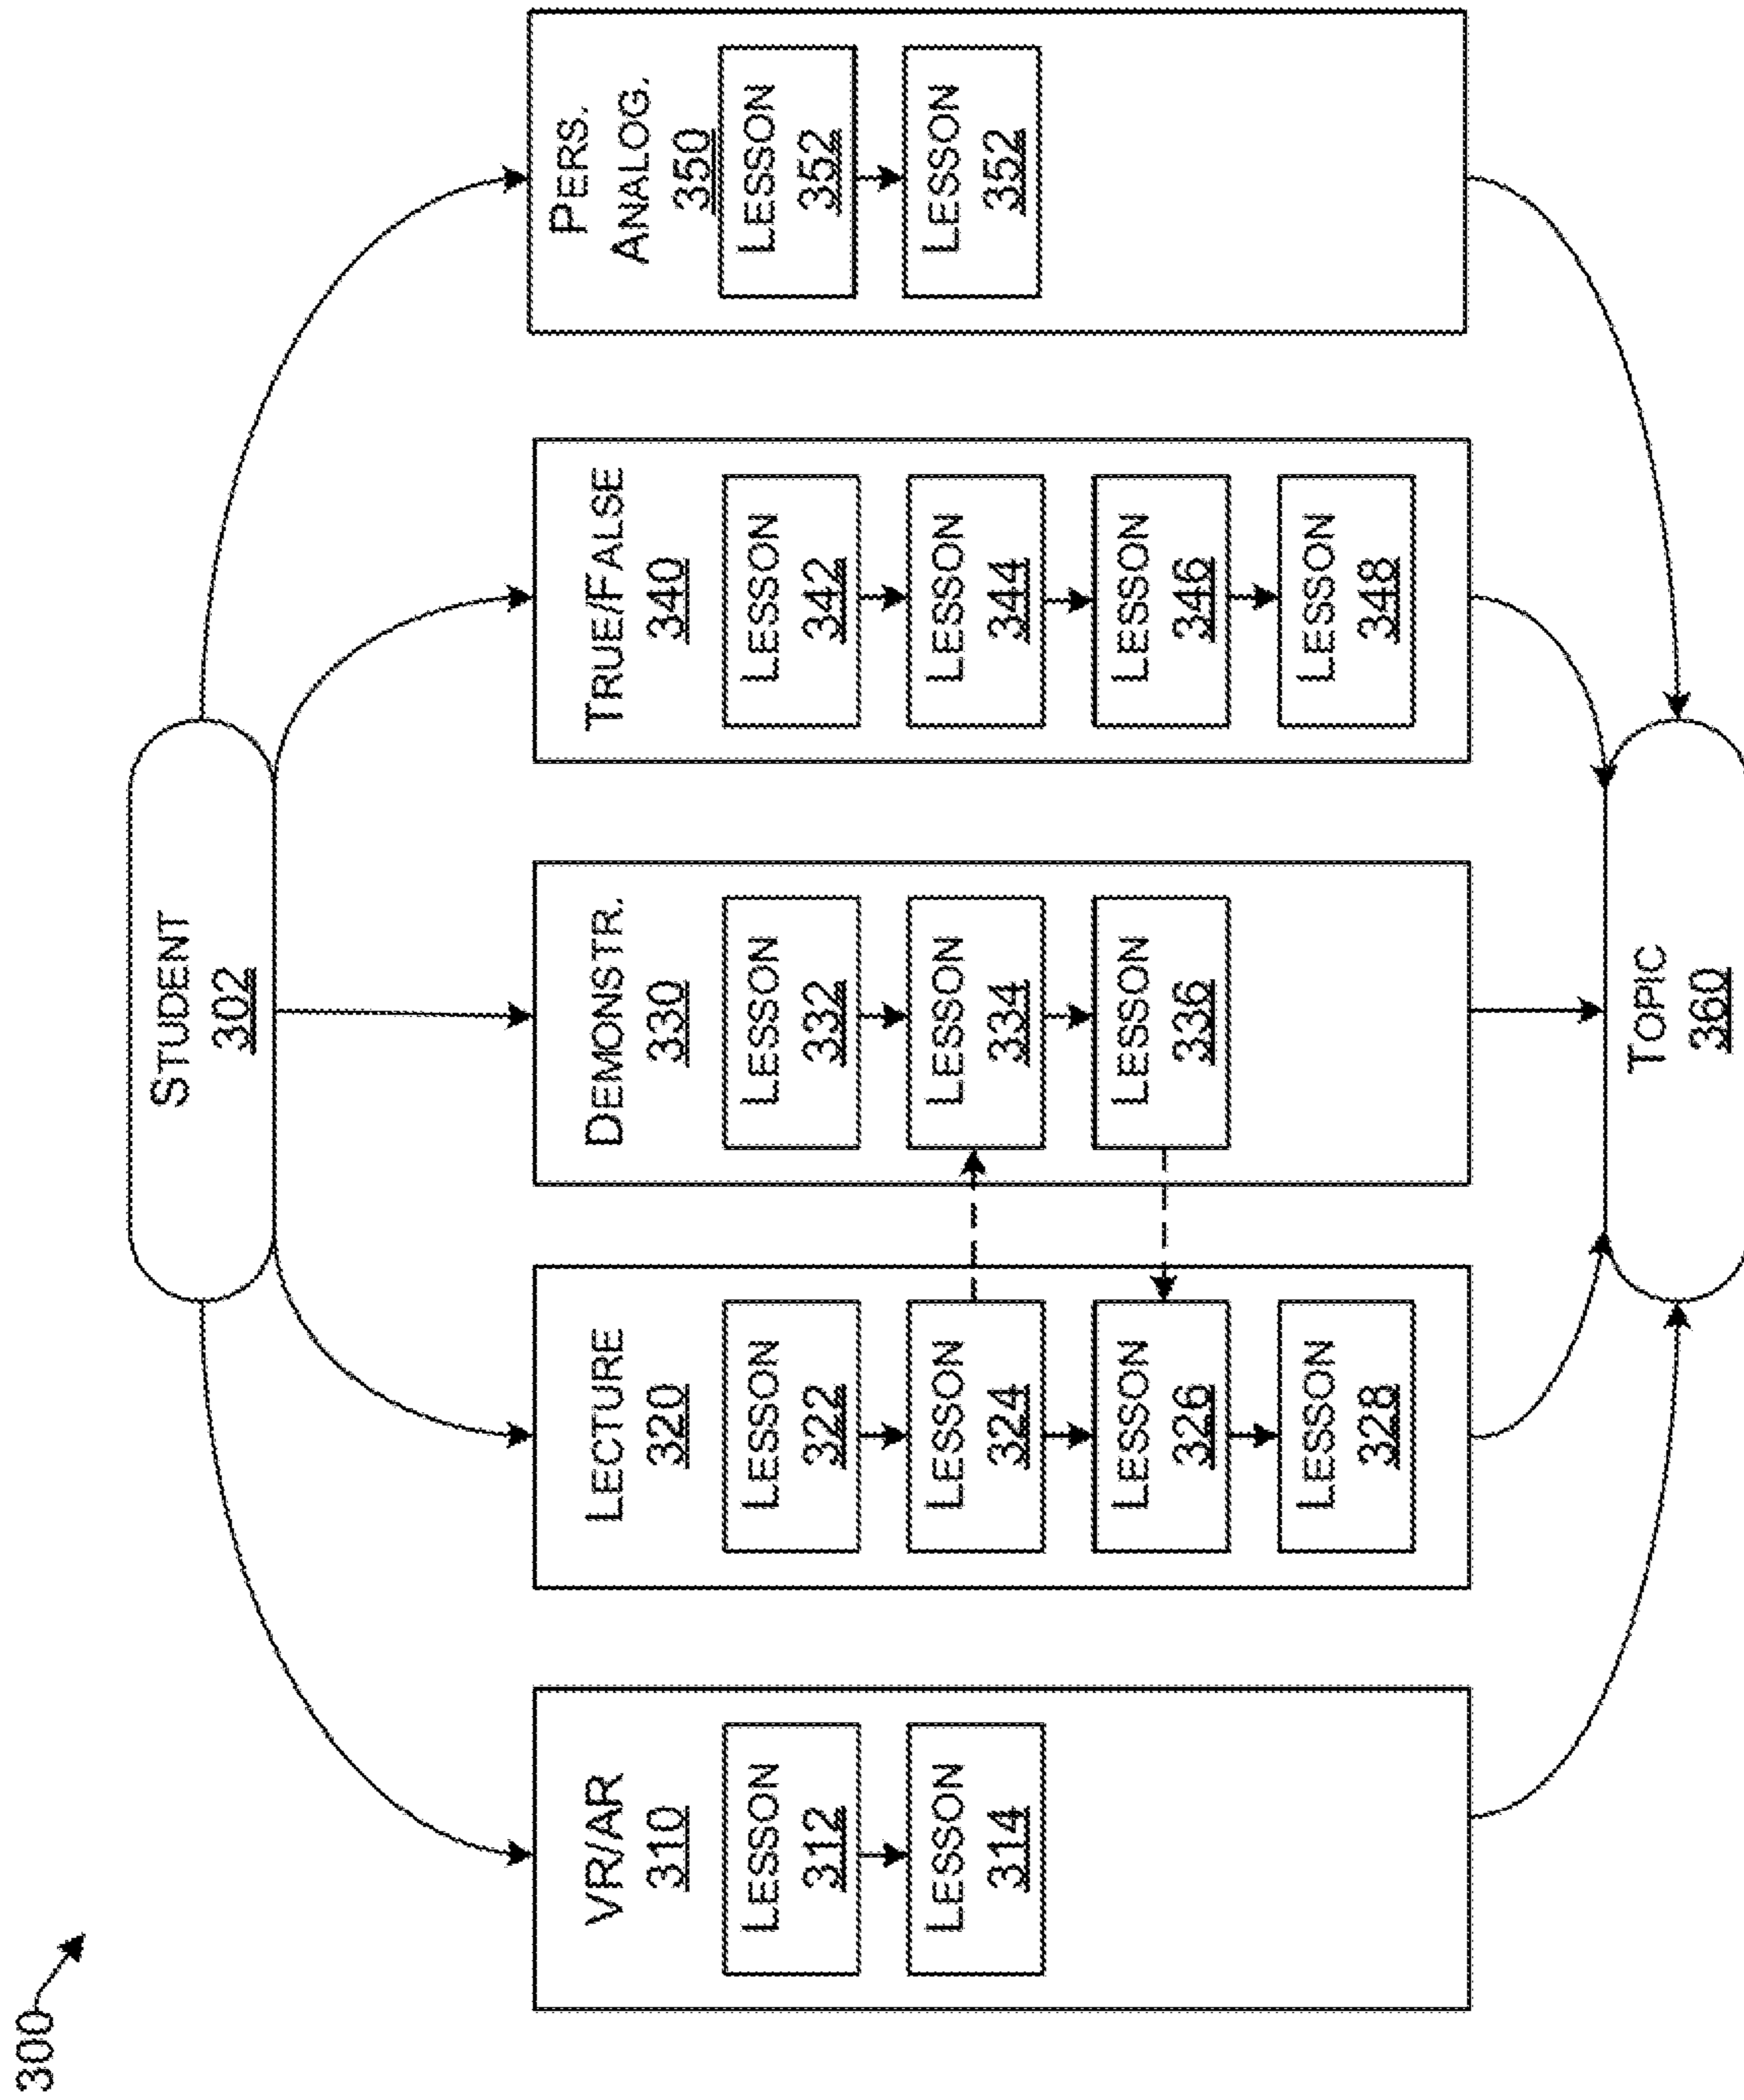 300
STUDENT
302
VR/AR
310
LESSON
312
LESSON
314
LECTURE
320
LESSON
322
LESSON
324
LESSON
326
LESSON
328
DEMONSTR.
330
LESSON
332
LESSON
334
LESSON
336
TRUE/FALSE
340
LESSON
342
LESSON
344
LESSON
346
LESSON
348
PERS.
ANALOG.
350
LESSON
352
LESSON
352
TOPIC
360